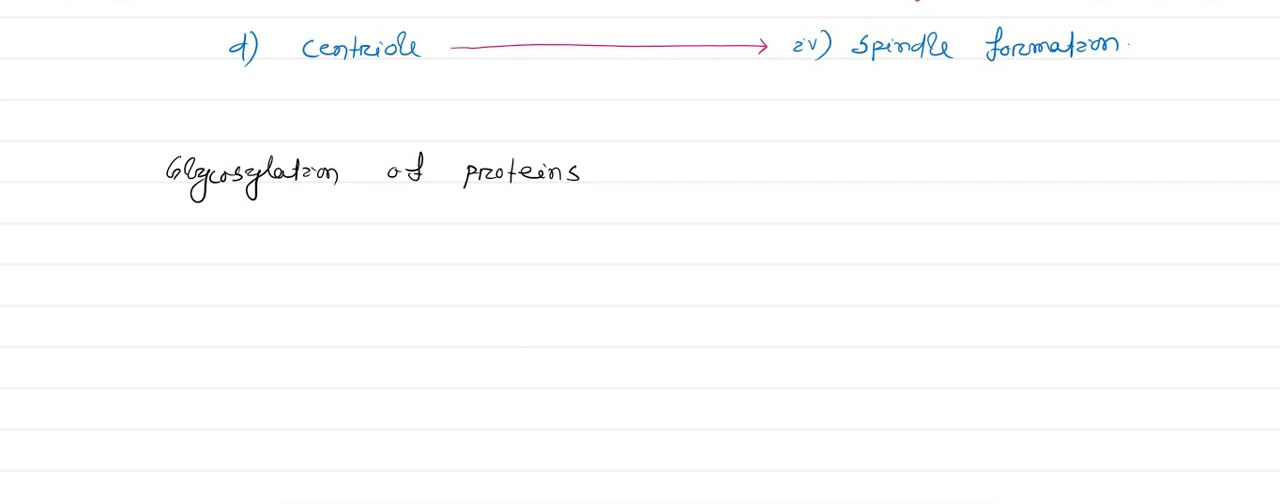 d) Centriole → iv) Spindle formation.
Glycosylation of proteins